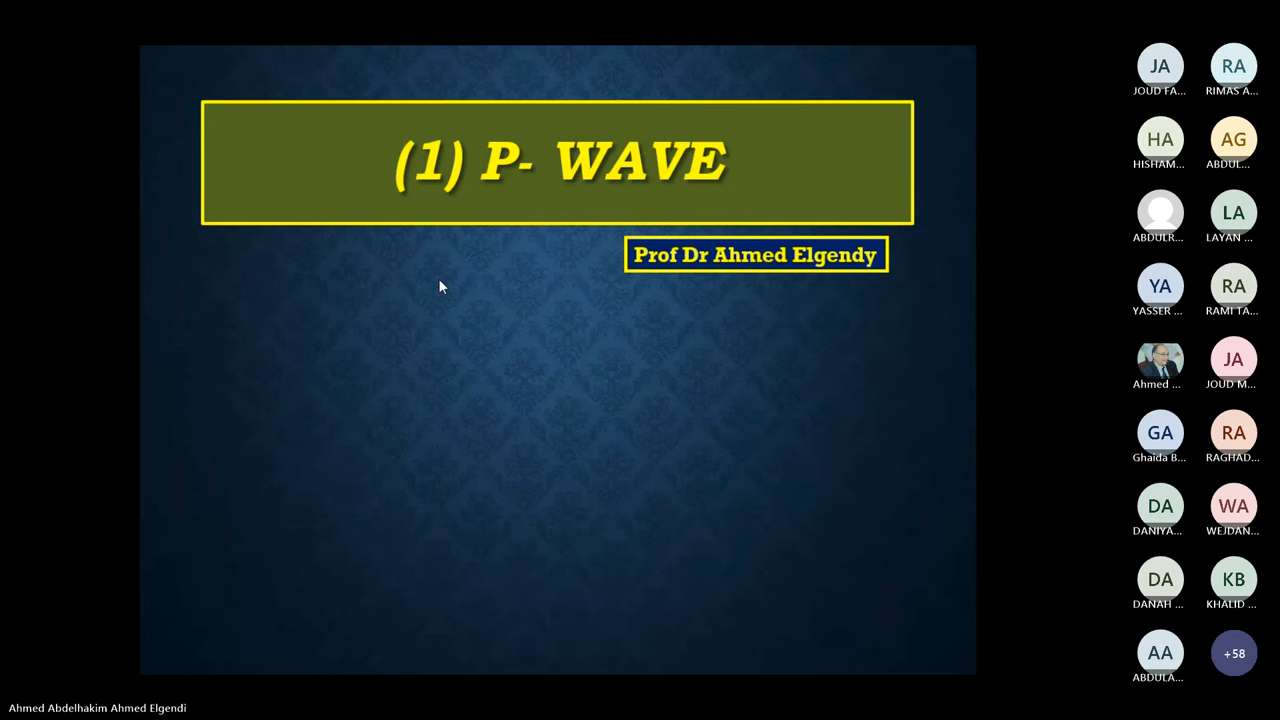 (1) P- WAVE
Prof Dr Ahmed Elgendy
JA
JOUD FA...
RA
RIMAS A...
HA
HISHAM...
AG
ABDUL...
ABDULR...
LA
LAYAN ...
YA
YASSER ...
RA
RAMI TA...
Ahmed ...
JA
JOUD M...
GA
Ghaida B...
RA
RAGHAD...
DA
DANIYA...
WA
WEJDAN...
DA
DANAH ...
KB
KHALID ...
AA
ABDULA...
+58
Ahmed Abdelhakim Ahmed Elgendi